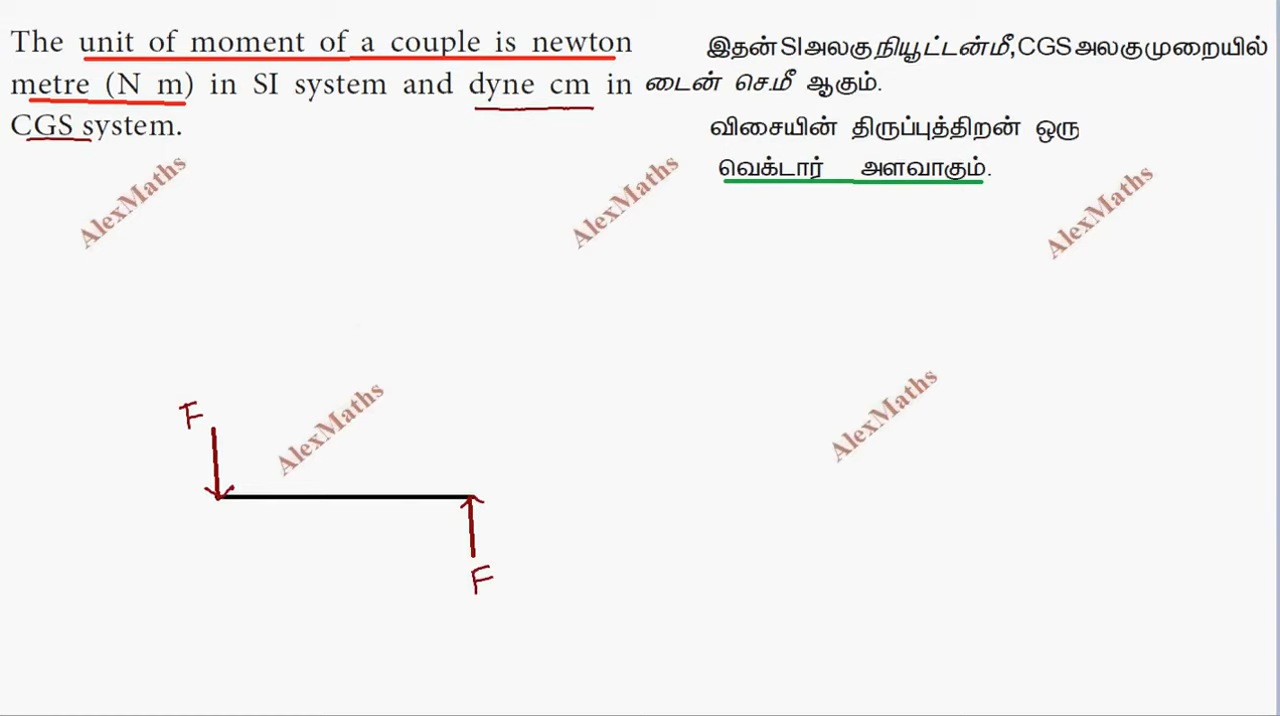 The unit of moment of a couple is newton
metre (N m) in SI system and dyne cm in
CGS system.
இதன் SI அலகு நியூட்டன்மீ, CGS அலகுமுறையில்
டைன் செ.மீ ஆகும்.
விசையின் திருப்புத்திறன் ஒரு
வெக்டார் அளவாகும்.
AlexMaths
AlexMaths
AlexMaths
AlexMaths
AlexMaths
F
F